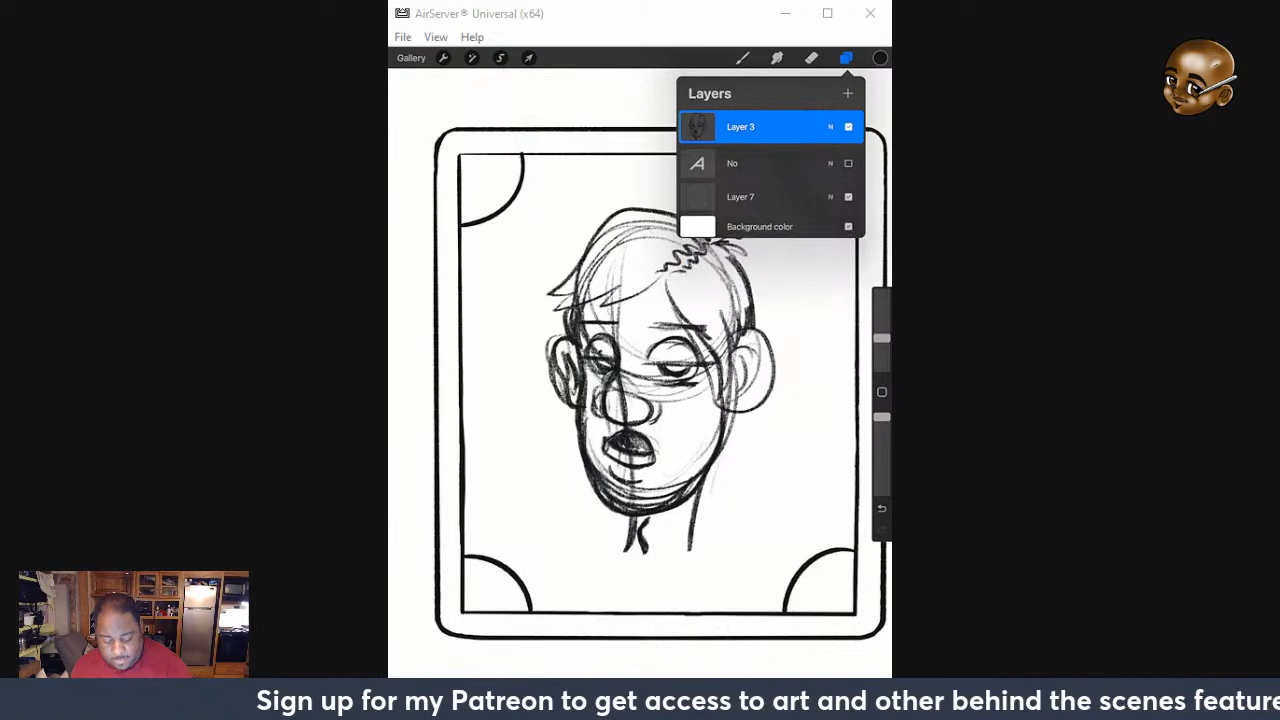 AirServer® Universal (x64)
File View Help
Gallery
Layers
Layer 3 N
No N
Layer 7 N
Background color
Sign up for my Patreon to get access to art and other behind the scenes feature